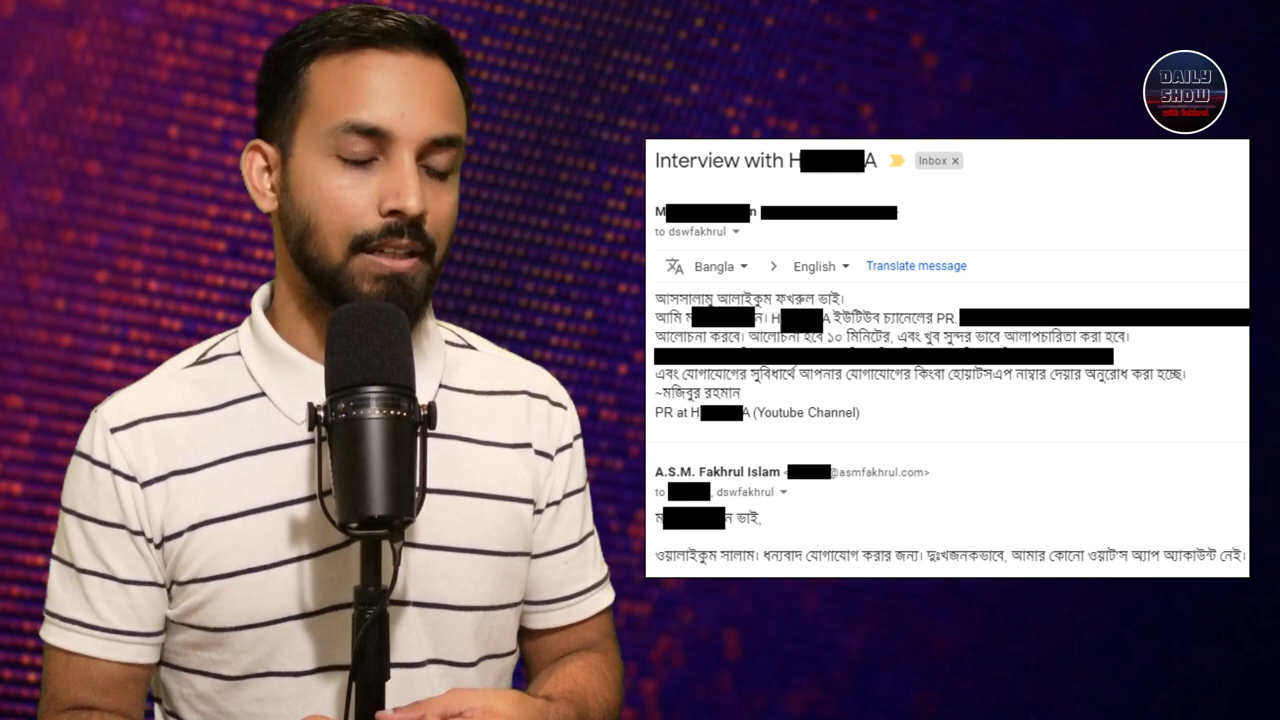 DAILY
SHOW
with fakhrul
Interview with H A Inbox x
M n
to dswfakhrul
Bangla > English Translate message
আসসালামু আলাইকুম ফখরুল ভাই।
আমি ম ন। H A ইউটিউব চ্যানেলের PR.
আলোচনা করবে। আলোচনা হবে ১০ মিনিটের, এবং খুব সুন্দর ভাবে আলাপচারিতা করা হবে।
এবং যোগাযোগের সুবিধার্থে আপনার যোগাযোগের কিংবা হোয়াটসএপ নাম্বার দেয়ার অনুরোধ করা হচ্ছে।
~মজিবুর রহমান
PR at H A (Youtube Channel)
A.S.M. Fakhrul Islam < @asmfakhrul.com>
to , dswfakhrul
ম ন ভাই,
ওয়ালাইকুম সালাম। ধন্যবাদ যোগাযোগ করার জন্য। দুঃখজনকভাবে, আমার কোনো ওয়াটস অ্যাপ অ্যাকাউন্ট নেই।